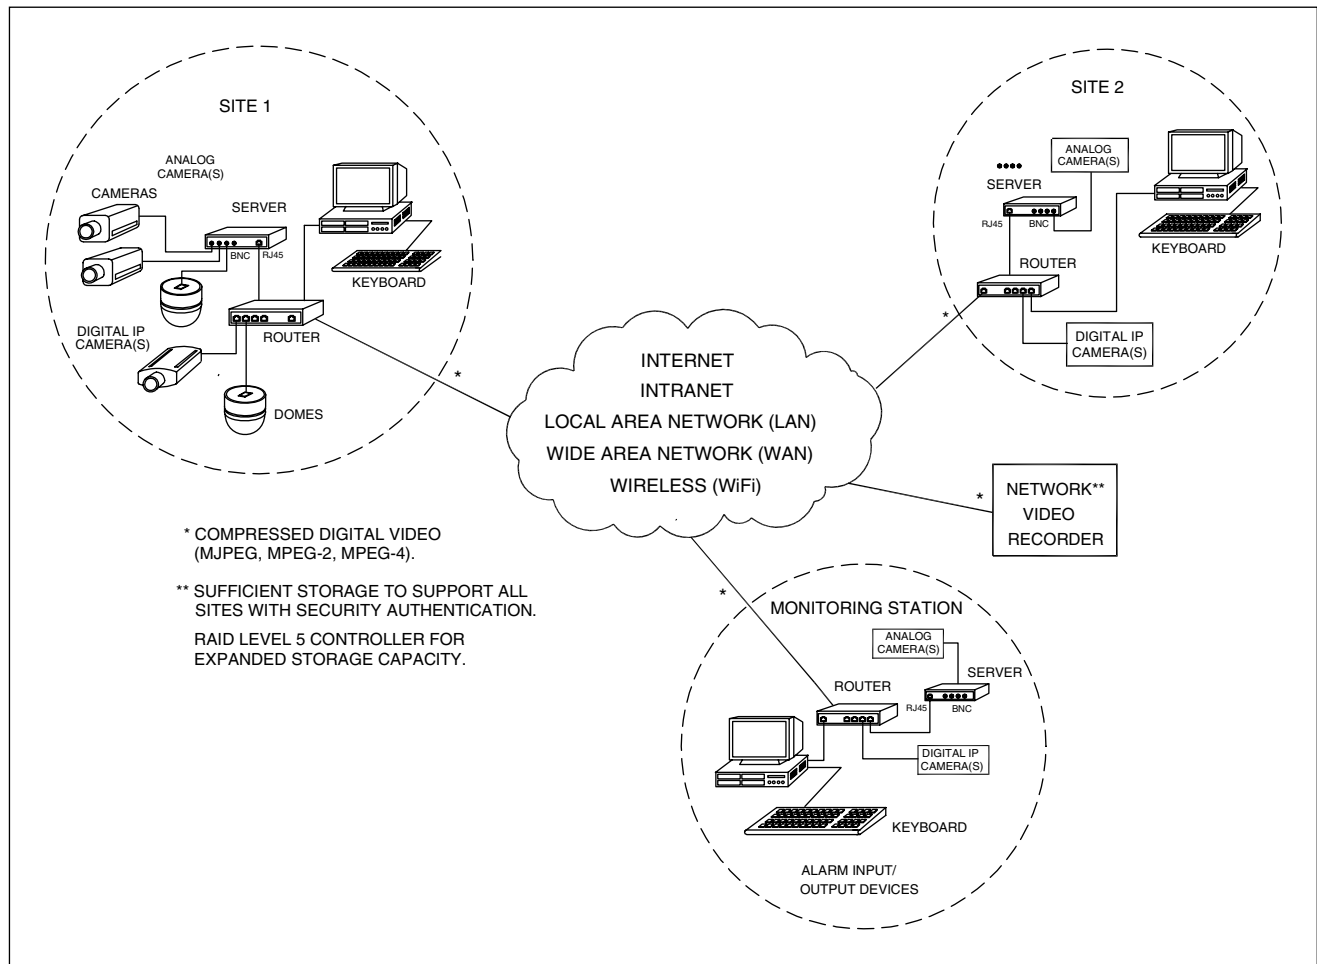 SITE 1
ANALOG
CAMERA(S)
CAMERAS
SERVER
BNC
RJ45
KEYBOARD
DIGITAL IP
CAMERA(S)
ROUTER
DOMES
*
SITE 2
ANALOG
CAMERA(S)
SERVER
RJ45
BNC
KEYBOARD
ROUTER
DIGITAL IP
CAMERA(S)
*
INTERNET
INTRANET
LOCAL AREA NETWORK (LAN)
WIDE AREA NETWORK (WAN)
WIRELESS (WiFi)
*
NETWORK**
VIDEO
RECORDER
* COMPRESSED DIGITAL VIDEO
(MJPEG, MPEG-2, MPEG-4).
** SUFFICIENT STORAGE TO SUPPORT ALL
SITES WITH SECURITY AUTHENTICATION.
RAID LEVEL 5 CONTROLLER FOR
EXPANDED STORAGE CAPACITY.
*
MONITORING STATION
ANALOG
CAMERA(S)
SERVER
ROUTER
RJ45
BNC
DIGITAL IP
CAMERA(S)
KEYBOARD
ALARM INPUT/
OUTPUT DEVICES